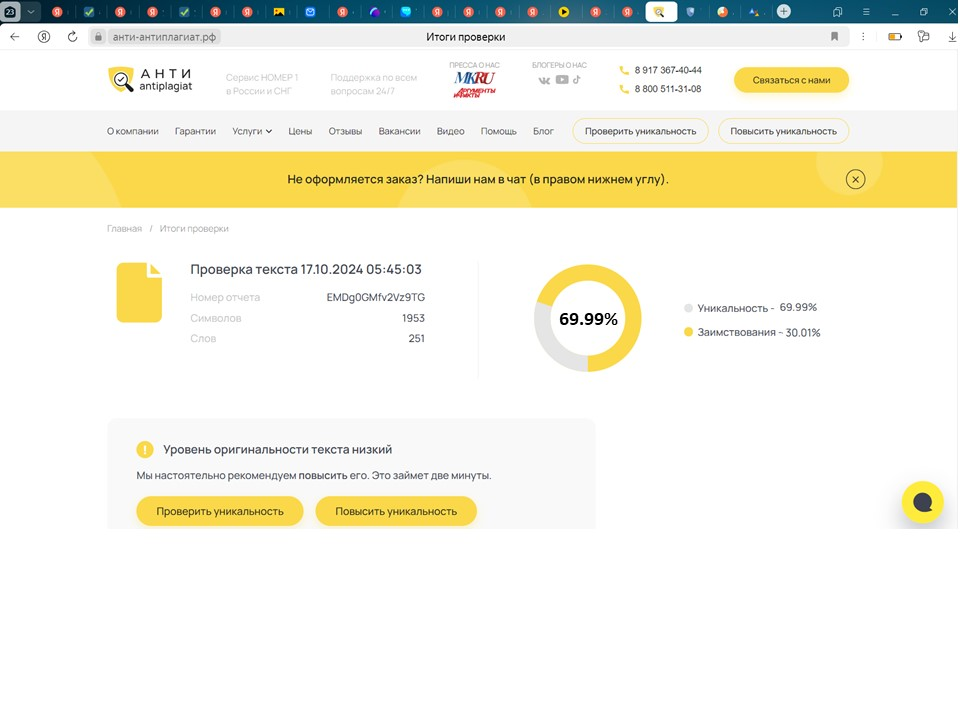 23
анти-антиплагиат.рф
Итоги проверки
АНТИ
antiplagiat
Сервис НОМЕР 1
в России и СНГ
Поддержка по всем
вопросам 24/7
ПРЕССА О НАС
MKRU
АРГУМЕНТЫ
И ФАКТЫ
БЛОГЕРЫ О НАС
8 917 367-40-44
8 800 511-31-08
Связаться с нами
О компании Гарантии Услуги Цены Отзывы Вакансии Видео Помощь Блог Проверить уникальность Повысить уникальность
Не оформляется заказ? Напиши нам в чат (в правом нижнем углу).
Главная / Итоги проверки
Проверка текста 17.10.2024 05:45:03
Номер отчета EMDg0GMfv2Vz9TG
Символов 1953
Слов 251
69.99%
Уникальность - 69.99%
Заимствования - 30.01%
Уровень оригинальности текста низкий
Мы настоятельно рекомендуем повысить его. Это займет две минуты.
Проверить уникальность Повысить уникальность